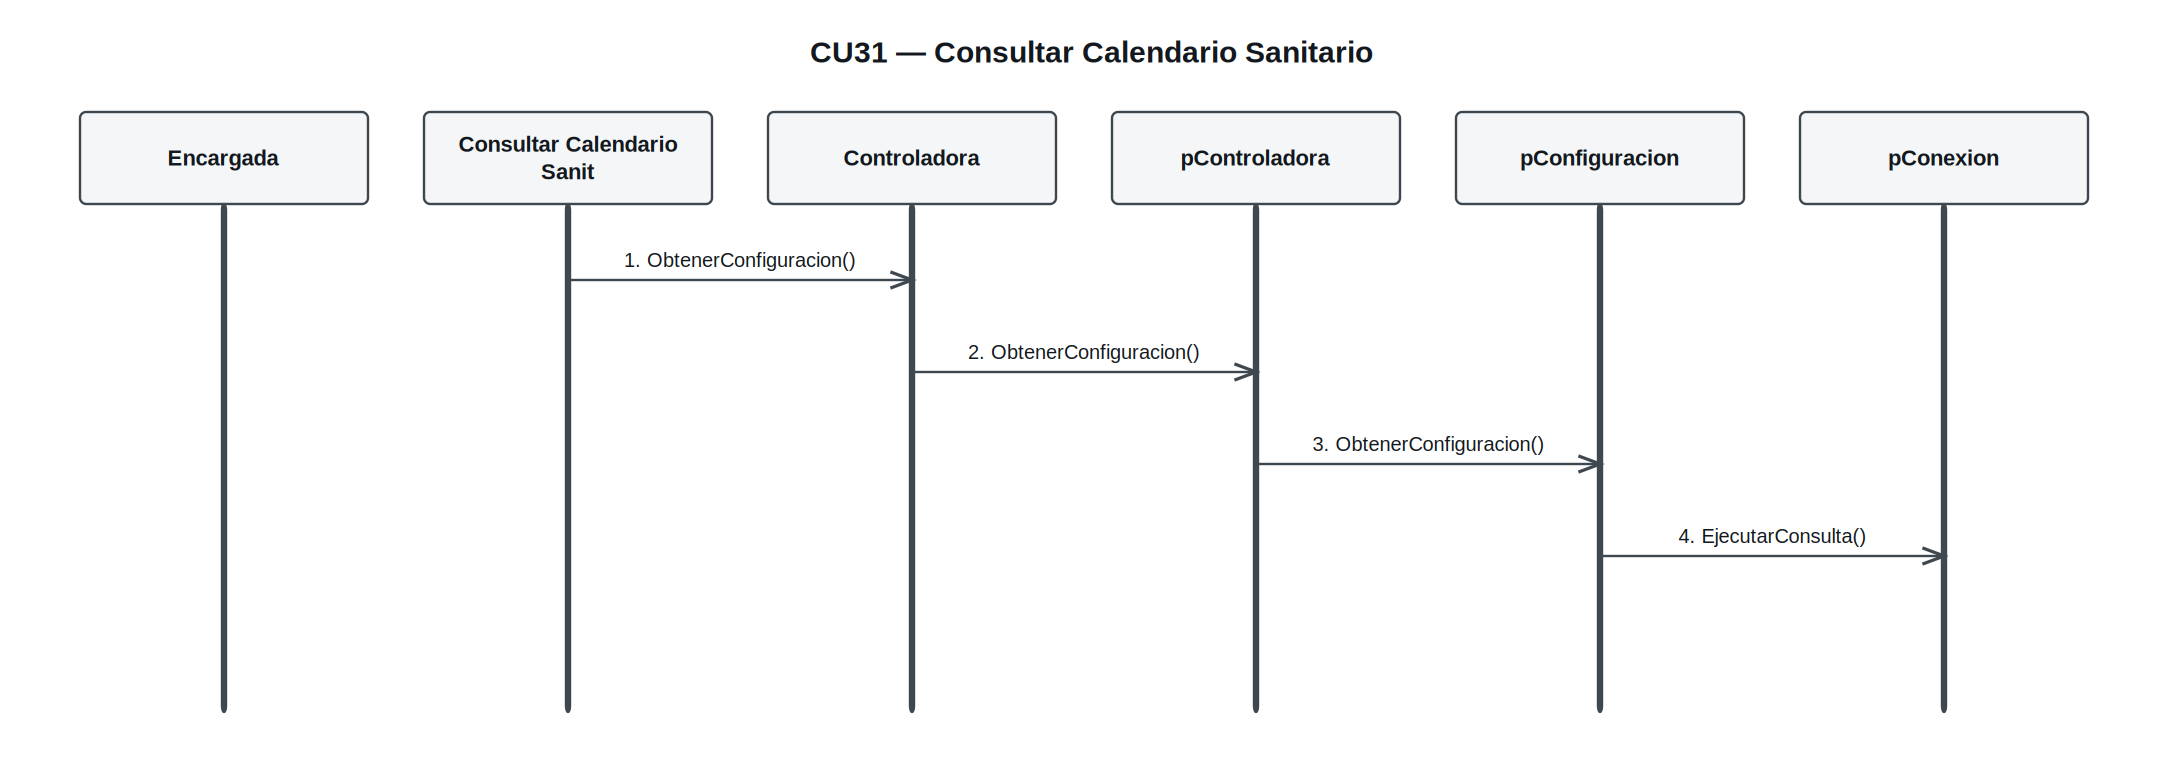 CU31 — Consultar Calendario Sanitario
Encargada
Consultar Calendario
Sanit
Controladora
pControladora
pConfiguracion
pConexion
1. ObtenerConfiguracion()
2. ObtenerConfiguracion()
3. ObtenerConfiguracion()
4. EjecutarConsulta()